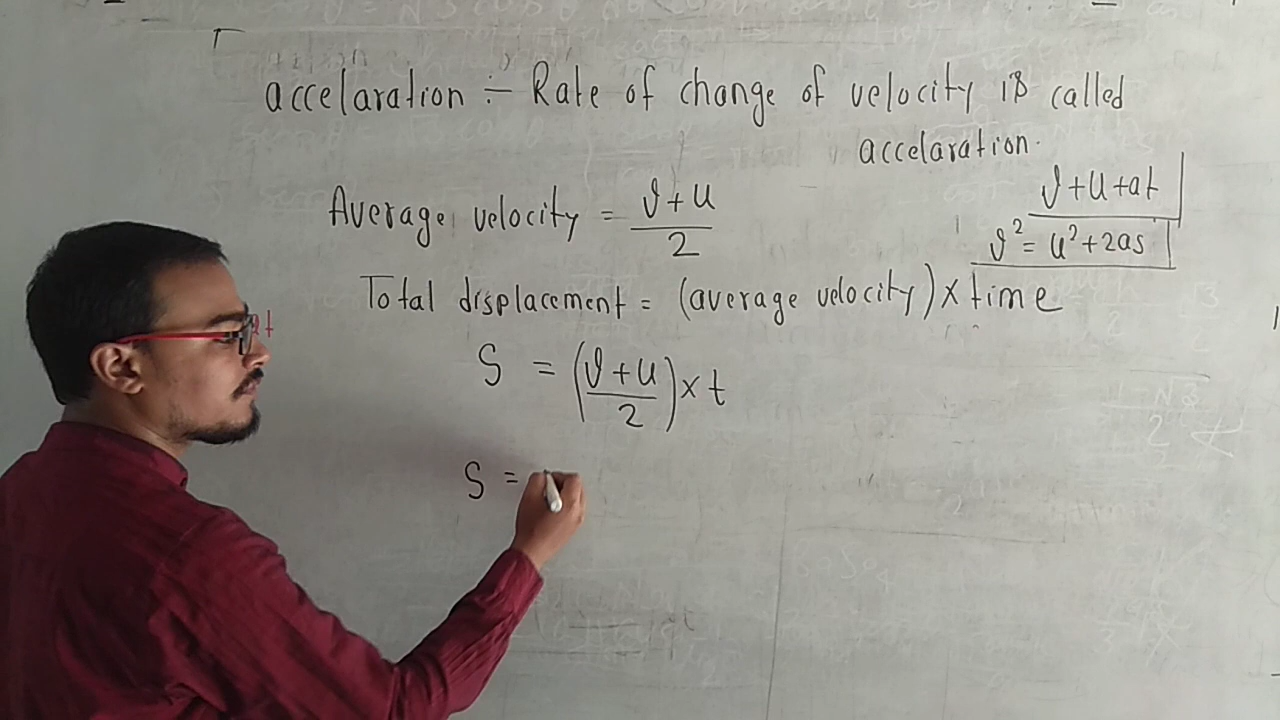 accelaration ÷ Rate of change of velocity is called
accelaration.
v+u+at
Average velocity = v+u/2
v² = u²+2as
Total displacement = (average velocity) × time
S = (v+u/2) × t
S =